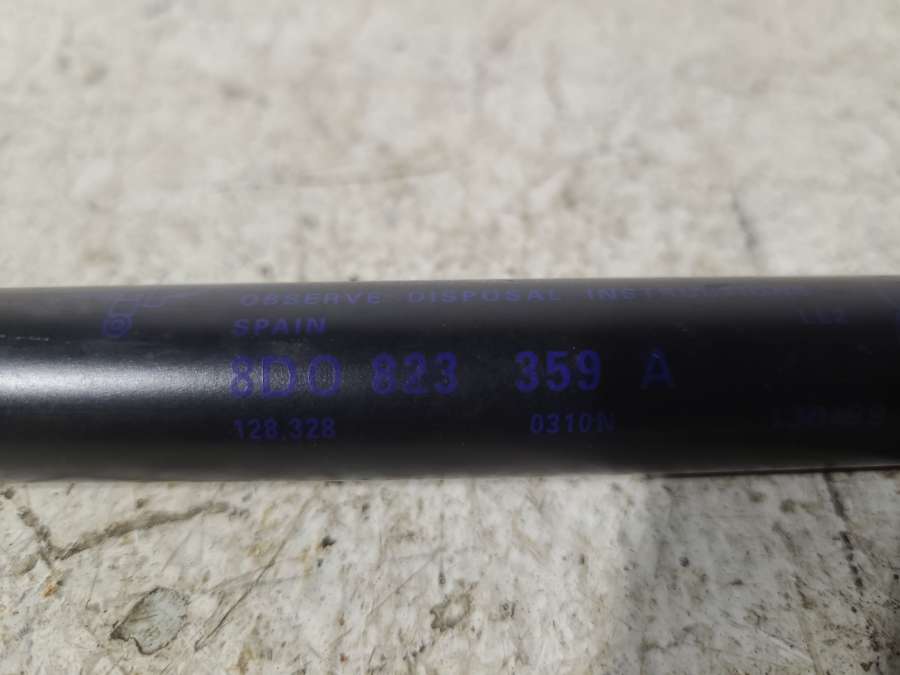 OBSERVE DISPOSAL INSTRUCTIONS
SPAIN
8D0 823 359 A
128.328 0310N